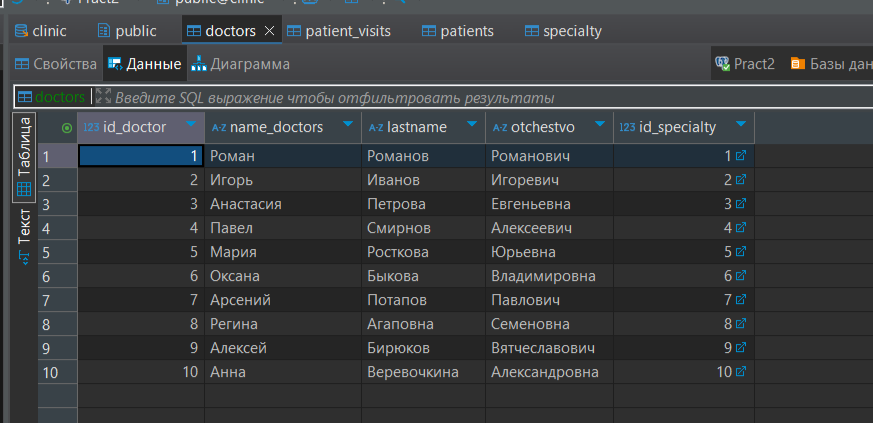 Pract2 public@clinic
clinic public doctors patient_visits patients specialty
Свойства Данные Диаграмма Pract2 Базы дан
doctors Введите SQL выражение чтобы отфильтровать результаты
Таблица
Текст
123 id_doctor A-Z name_doctors A-Z lastname A-Z otchestvo 123 id_specialty
1 1 Роман Романов Романович 1
2 2 Игорь Иванов Игоревич 2
3 3 Анастасия Петрова Евгеньевна 3
4 4 Павел Смирнов Алексеевич 4
5 5 Мария Росткова Юрьевна 5
6 6 Оксана Быкова Владимировна 6
7 7 Арсений Потапов Павлович 7
8 8 Регина Агаповна Семеновна 8
9 9 Алексей Бирюков Вятчеславович 9
10 10 Анна Веревочкина Александровна 10